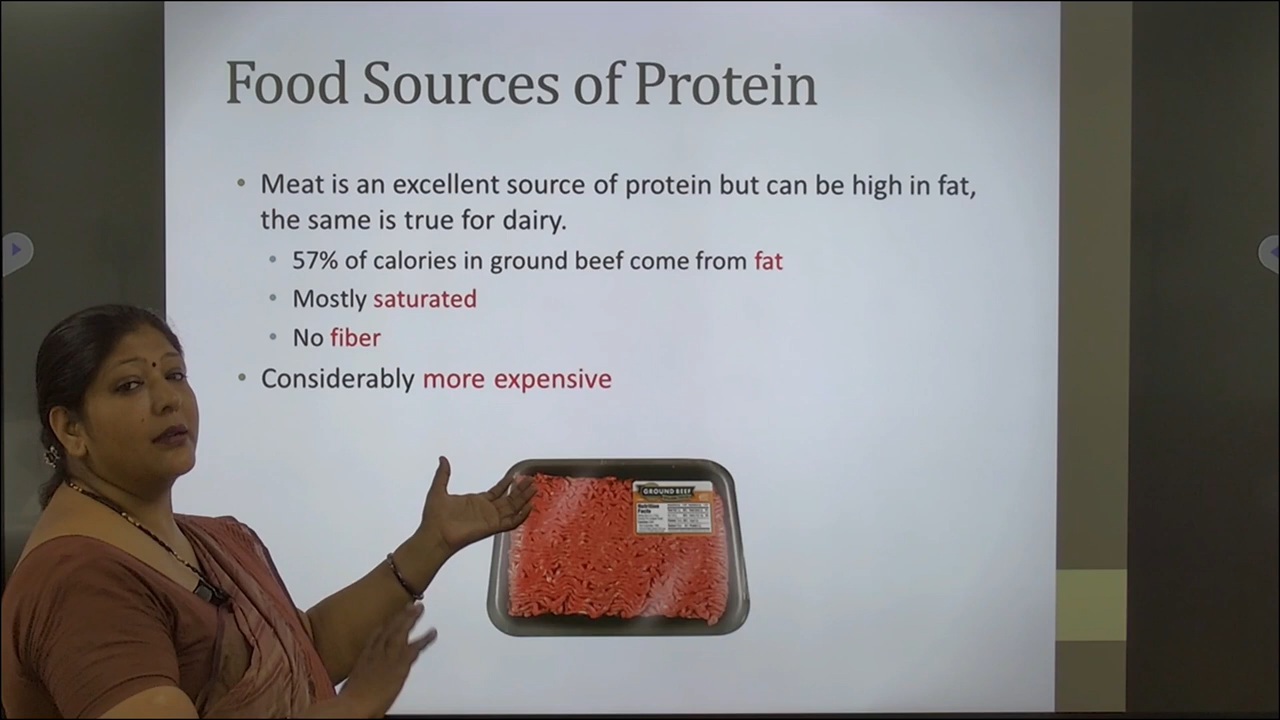 Food Sources of Protein
• Meat is an excellent source of protein but can be high in fat,
the same is true for dairy.
• 57% of calories in ground beef come from fat
• Mostly saturated
• No fiber
• Considerably more expensive
GROUND BEEF
Nutrition
Facts